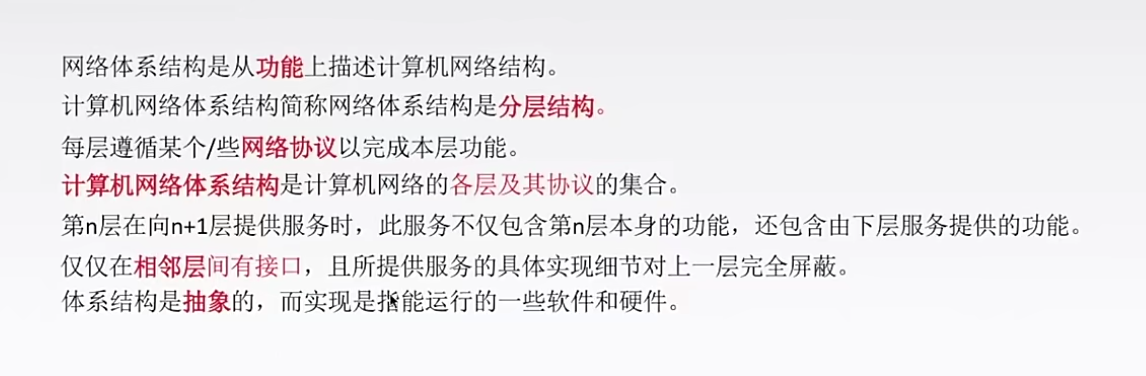 网络体系结构是从功能上描述计算机网络结构。
计算机网络体系结构简称网络体系结构是分层结构。
每层遵循某个/些网络协议以完成本层功能。
计算机网络体系结构是计算机网络的各层及其协议的集合。
第n层在向n+1层提供服务时，此服务不仅包含第n层本身的功能，还包含由下层服务提供的功能。
仅仅在相邻层间有接口，且所提供服务的具体实现细节对上一层完全屏蔽。
体系结构是抽象的，而实现是指能运行的一些软件和硬件。